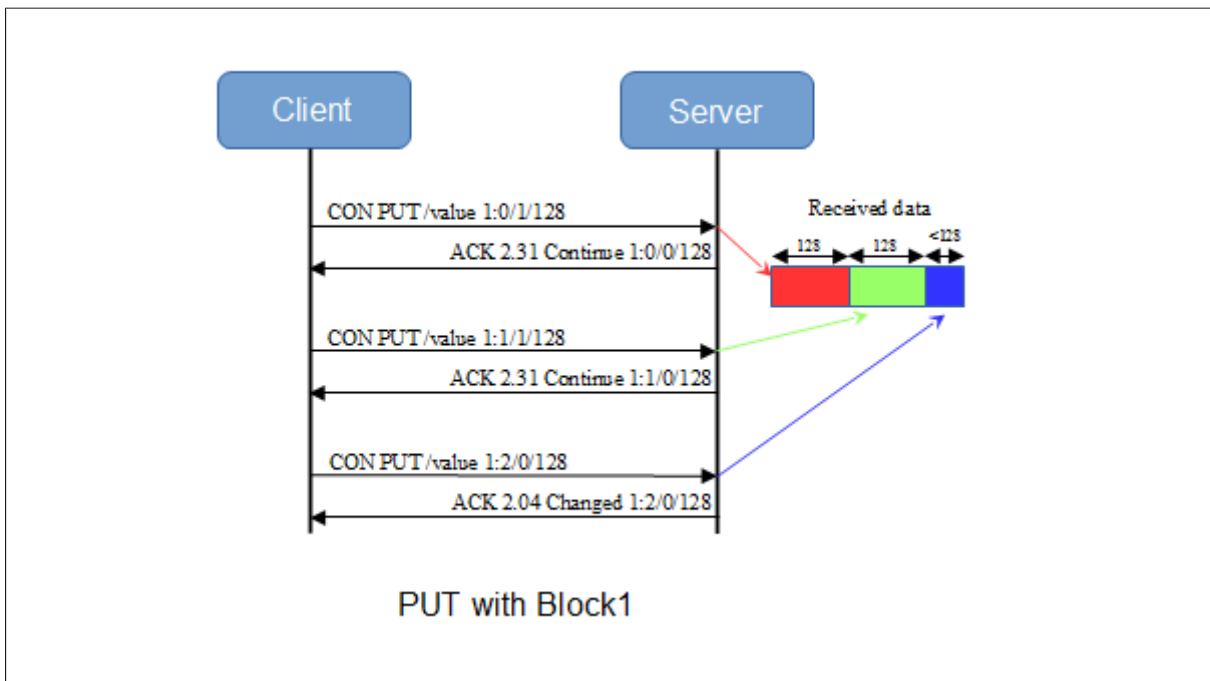 Client
Server
CON PUT /value 1:0/1/128
Received data
ACK 2.31 Continue 1:0/0/128
128
128
<128
CON PUT /value 1:1/1/128
ACK 2.31 Continue 1:1/0/128
CON PUT /value 1:2/0/128
ACK 2.04 Changed 1:2/0/128
PUT with Block1